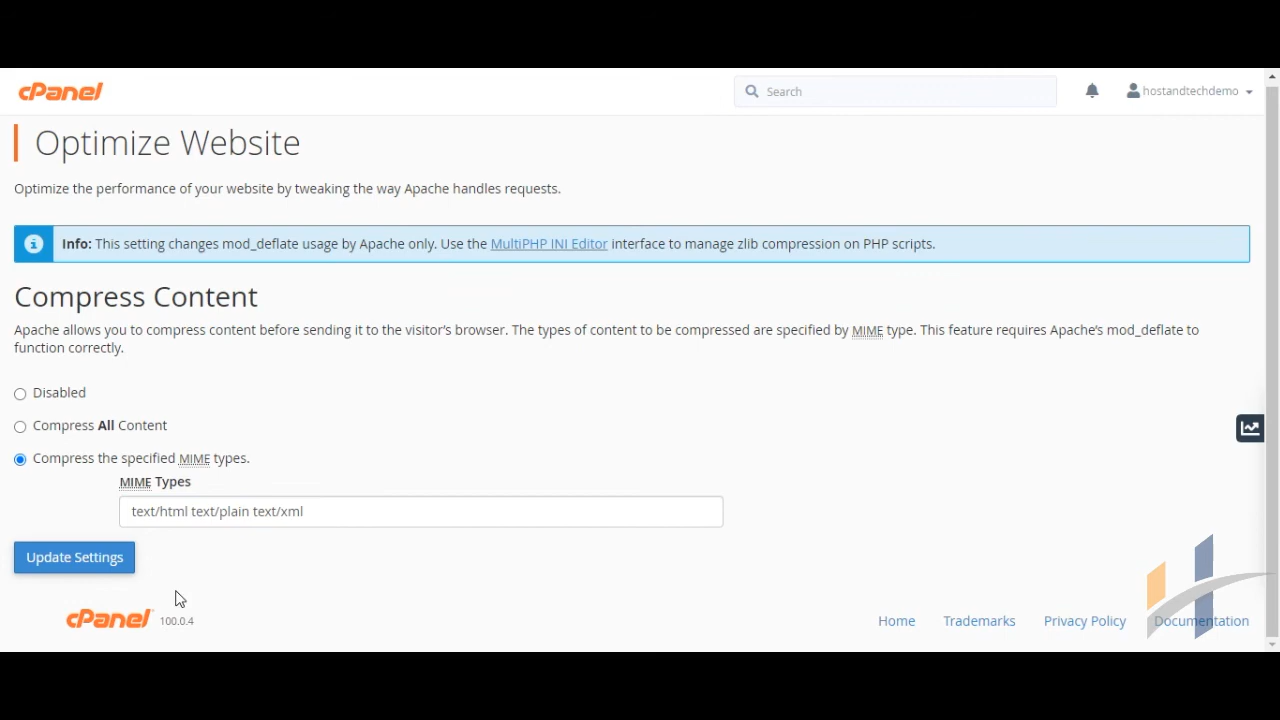 cPanel
Search
hostandtechdemo
Optimize Website
Optimize the performance of your website by tweaking the way Apache handles requests.
Info: This setting changes mod_deflate usage by Apache only. Use the MultiPHP INI Editor interface to manage zlib compression on PHP scripts.
Compress Content
Apache allows you to compress content before sending it to the visitor's browser. The types of content to be compressed are specified by MIME type. This feature requires Apache's mod_deflate to
function correctly.
Disabled
Compress All Content
Compress the specified MIME types.
MIME Types
text/html text/plain text/xml
Update Settings
cPanel 100.0.4
Home Trademarks Privacy Policy Documentation